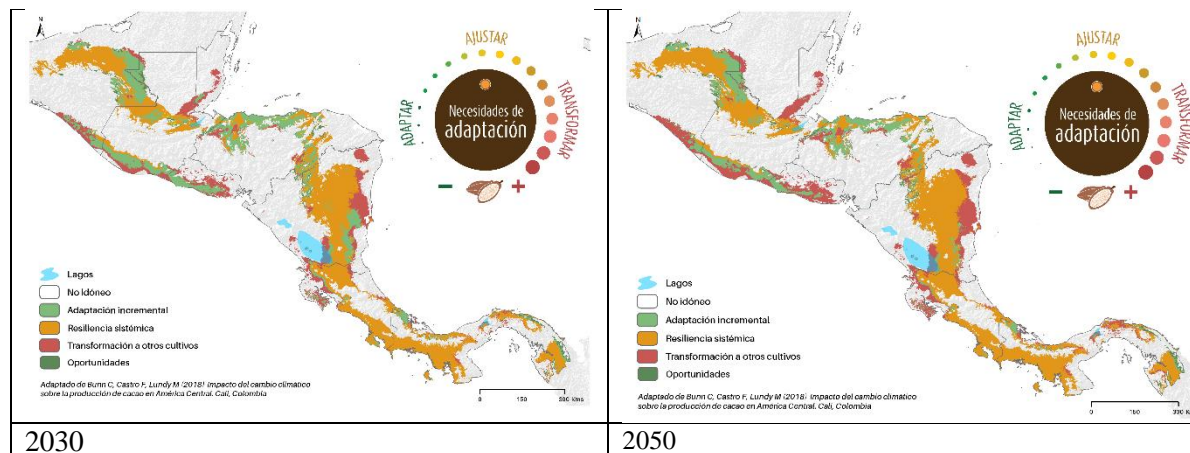 N
AJUSTAR
ADAPTAR
TRANSFORMAR
Necesidades de
adaptación
Lagos
No idóneo
Adaptación incremental
Resiliencia sistémica
Transformación a otros cultivos
Oportunidades
Adaptado de Bunn C, Castro F, Lundy M (2018) Impacto del cambio climático
sobre la producción de cacao en América Central. Cali, Colombia
0 150 300 Kms
2030
N
AJUSTAR
ADAPTAR
TRANSFORMAR
Necesidades de
adaptación
Lagos
No idóneo
Adaptación incremental
Resiliencia sistémica
Transformación a otros cultivos
Oportunidades
Adaptado de Bunn C, Castro F, Lundy M (2018) Impacto del cambio climático
sobre la producción de cacao en América Central. Cali, Colombia
0 150 300 Kms
2050